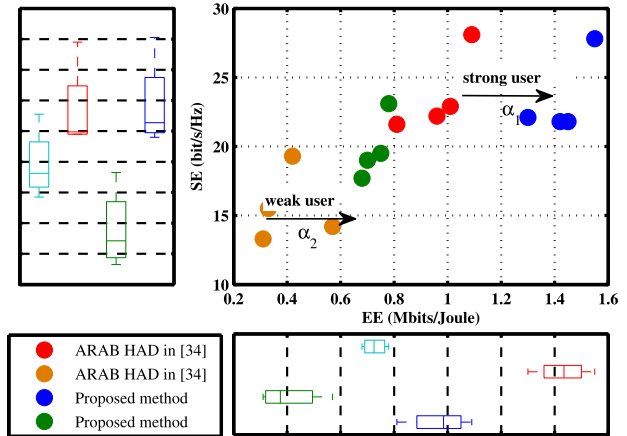 30
25
20
15
10
SE (bit/s/Hz)
strong user
α1
weak user
α2
0.2 0.4 0.6 0.8 1 1.2 1.4 1.6
EE (Mbits/Joule)
ARAB HAD in [34]
ARAB HAD in [34]
Proposed method
Proposed method